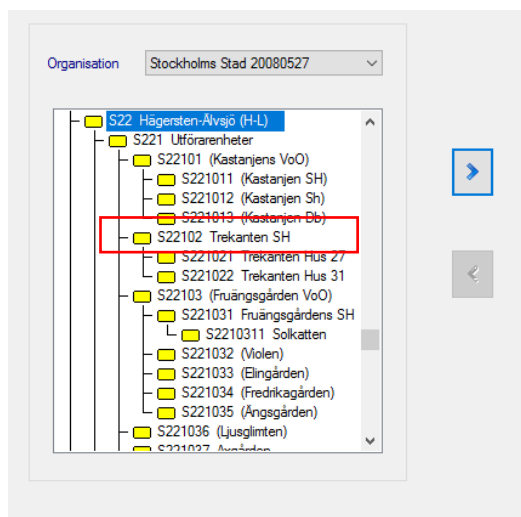 Organisation Stockholms Stad 20080527
S22 Hägersten-Älvsjö (H-L)
S221 Utförarenheter
S22101 (Kastanjens VoO)
S221011 (Kastanjen SH)
S221012 (Kastanjen Sh)
S221013 (Kastanjen Db)
S22102 Trekanten SH
S221021 Trekanten Hus 27
S221022 Trekanten Hus 31
S22103 (Fruängsgården VoO)
S221031 Fruängsgårdens SH
S2210311 Solkatten
S221032 (Violen)
S221033 (Elingården)
S221034 (Fredrikagården)
S221035 (Ängsgården)
S221036 (Ljusglimten)
S221037 Axgården